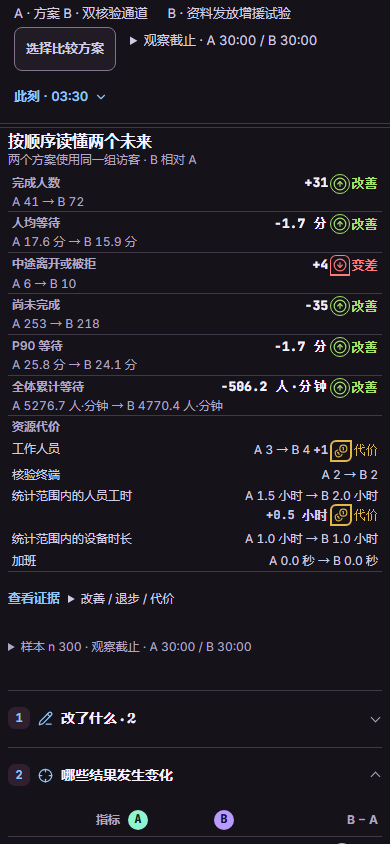 A · 方案 B · 双核验通道 B · 资料发放增援试验
选择比较方案
▶ 观察截止 · A 30:00 / B 30:00
此刻 · 03:30
按顺序读懂两个未来
两个方案使用同一组访客 · B 相对 A
完成人数 +31 改善
A 41 → B 72
人均等待 -1.7 分 改善
A 17.6 分 → B 15.9 分
中途离开或被拒 +4 变差
A 6 → B 10
尚未完成 -35 改善
A 253 → B 218
P90 等待 -1.7 分 改善
A 25.8 分 → B 24.1 分
全体累计等待 -506.2 人·分钟 改善
A 5276.7 人·分钟 → B 4770.4 人·分钟
资源代价
工作人员 A 3 → B 4 +1 代价
核验终端 A 2 → B 2
统计范围内的人员工时 A 1.5 小时 → B 2.0 小时
+0.5 小时 代价
统计范围内的设备时长 A 1.0 小时 → B 1.0 小时
加班 A 0.0 秒 → B 0.0 秒
查看证据 ▶ 改善 / 退步 / 代价
▶ 样本 n 300 · 观察截止 · A 30:00 / B 30:00
1 改了什么 · 2
2 哪些结果发生变化
指标 A B B − A